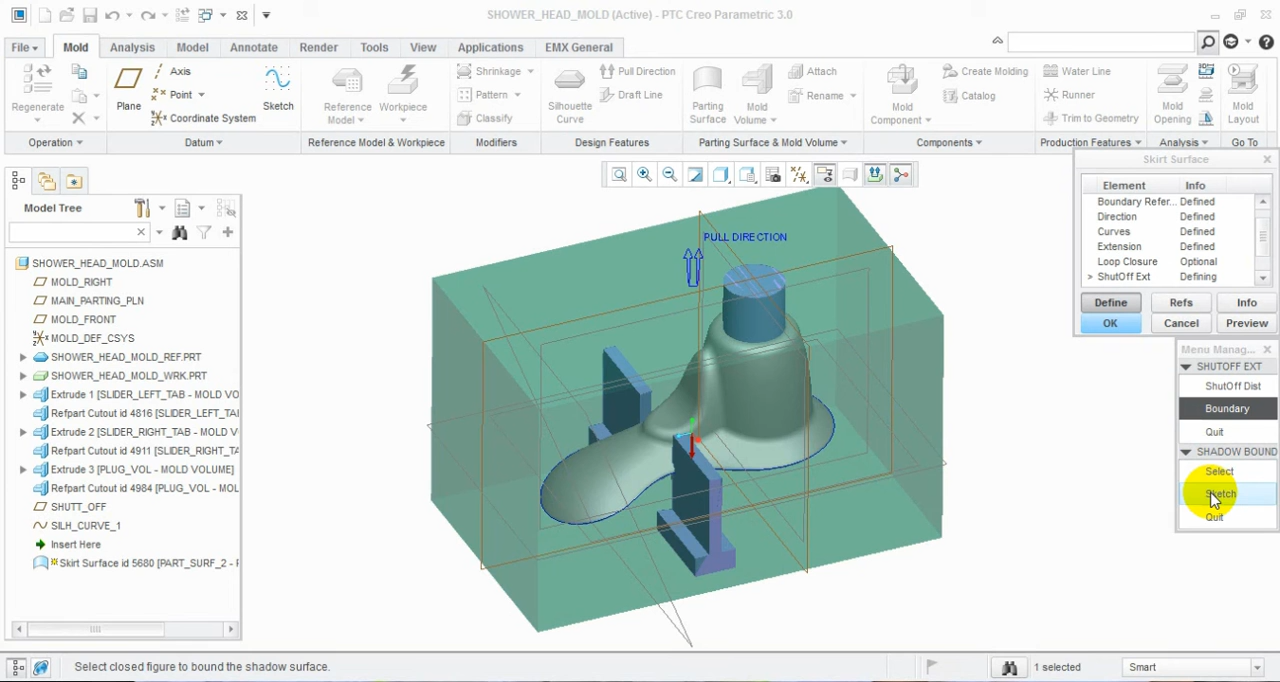 SHOWER_HEAD_MOLD (Active) - PTC Creo Parametric 3.0
File Mold Analysis Model Annotate Render Tools View Applications EMX General
Regenerate
Operation
Plane
Axis
Point
Coordinate System
Sketch
Datum
Reference Model
Workpiece
Reference Model & Workpiece
Shrinkage
Pattern
Classify
Modifiers
Silhouette Curve
Pull Direction
Draft Line
Design Features
Parting Surface
Mold Volume
Attach
Rename
Parting Surface & Mold Volume
Mold Component
Create Molding
Catalog
Components
Water Line
Runner
Trim to Geometry
Production Features
Mold Opening
Analysis
Mold Layout
Go To
Model Tree
SHOWER_HEAD_MOLD.ASM
MOLD_RIGHT
MAIN_PARTING_PLN
MOLD_FRONT
MOLD_DEF_CSYS
SHOWER_HEAD_MOLD_REF.PRT
SHOWER_HEAD_MOLD_WRK.PRT
Extrude 1 [SLIDER_LEFT_TAB - MOLD VO
Refpart Cutout id 4816 [SLIDER_LEFT_TA
Extrude 2 [SLIDER_RIGHT_TAB - MOLD V
Refpart Cutout id 4911 [SLIDER_RIGHT_TA
Extrude 3 [PLUG_VOL - MOLD VOLUME]
Refpart Cutout id 4984 [PLUG_VOL - MOL
SHUTT_OFF
SILH_CURVE_1
Insert Here
Skirt Surface id 5680 [PART_SURF_2 - F
PULL DIRECTION
Skirt Surface
Element Info
Boundary Refer... Defined
Direction Defined
Curves Defined
Extension Defined
Loop Closure Optional
> ShutOff Ext Defining
Define Refs Info
OK Cancel Preview
Menu Manag...
SHUTOFF EXT
ShutOff Dist
Boundary
Quit
SHADOW BOUND
Select
Sketch
Quit
Select closed figure to bound the shadow surface.
1 selected
Smart